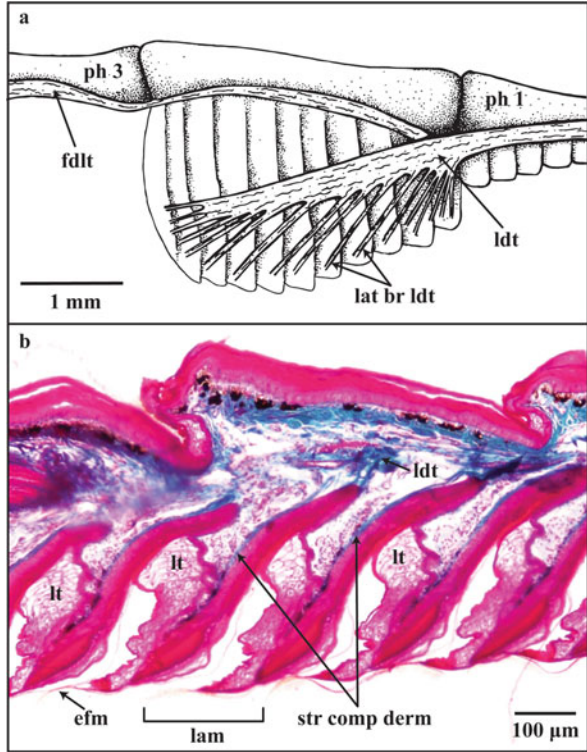 a
ph 3
ph 1
fdlt
ldt
lat br ldt
1 mm
b
ldt
lt
lt
lt
efm
lam
str comp derm
100 µm